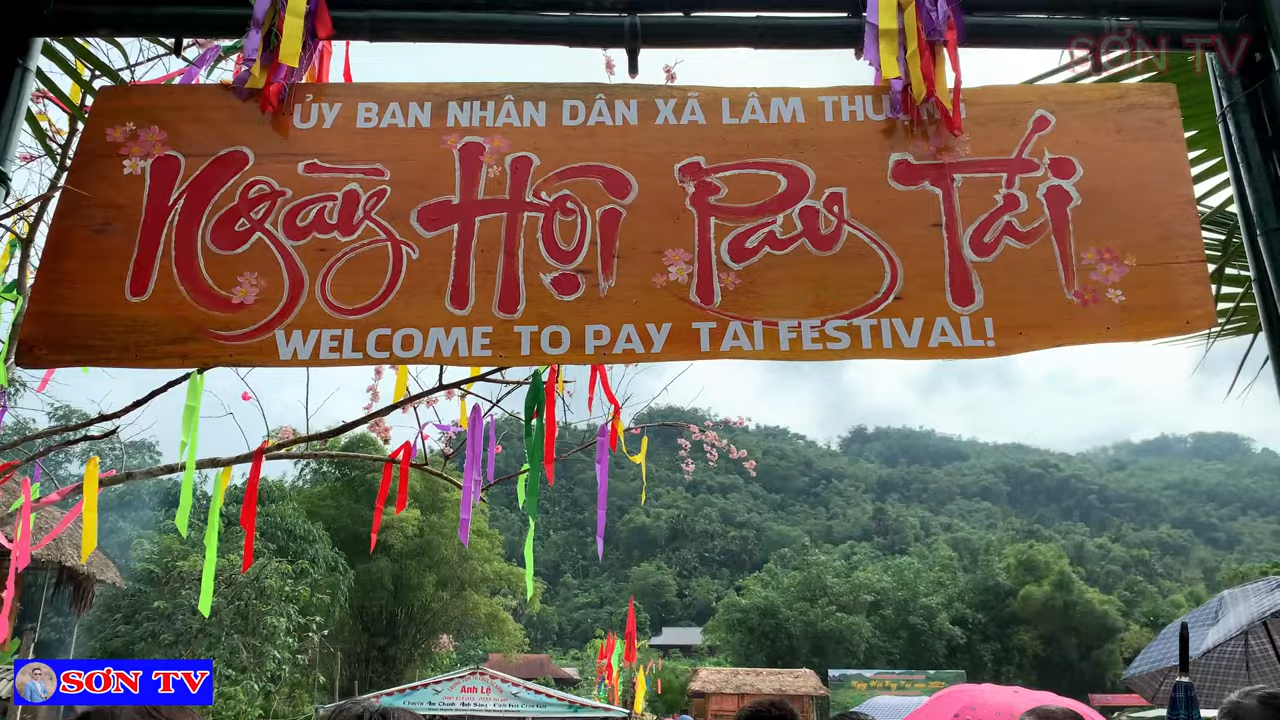 SƠN TV
ỦY BAN NHÂN DÂN XÃ LÂM
Ngày Hội Pay Tái
WELCOME TO PAY TAI FESTIVAL!
SƠN TV
Anh Lê